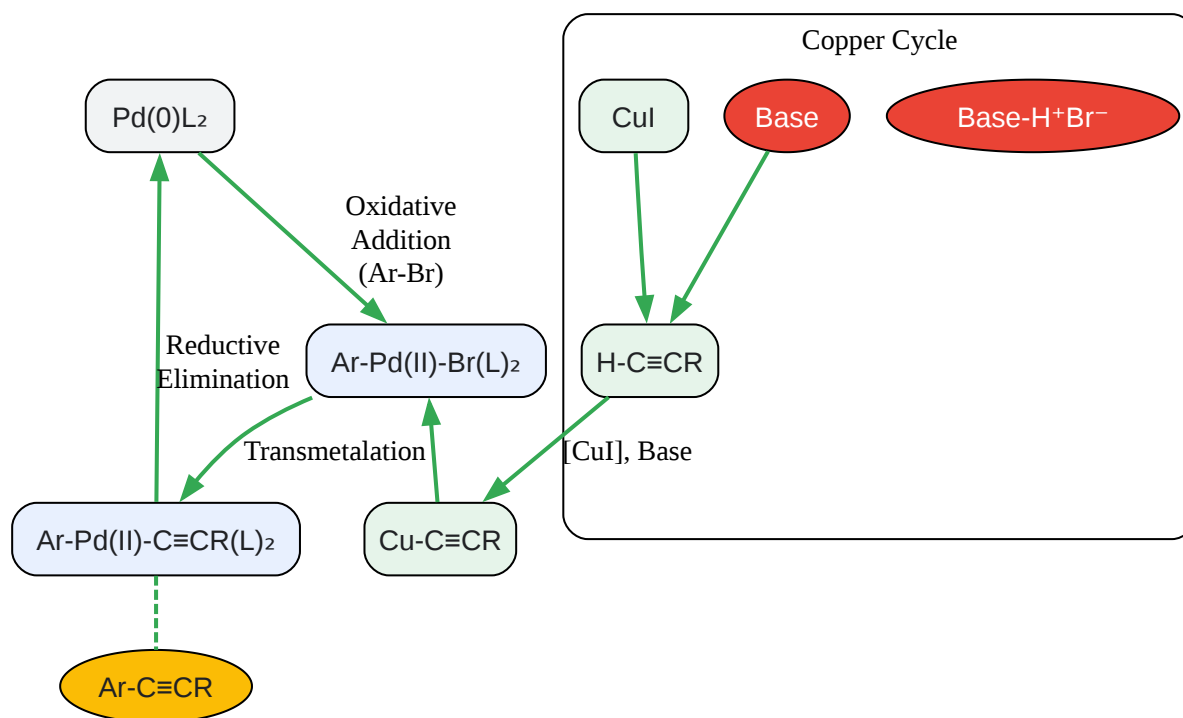 Copper Cycle
Pd(0)L₂
CuI
Base
Base-H⁺Br⁻
Oxidative
Addition
(Ar-Br)
Reductive
Elimination
Ar-Pd(II)-Br(L)₂
H-C≡CR
Transmetalation
[CuI], Base
Ar-Pd(II)-C≡CR(L)₂
Cu-C≡CR
Ar-C≡CR